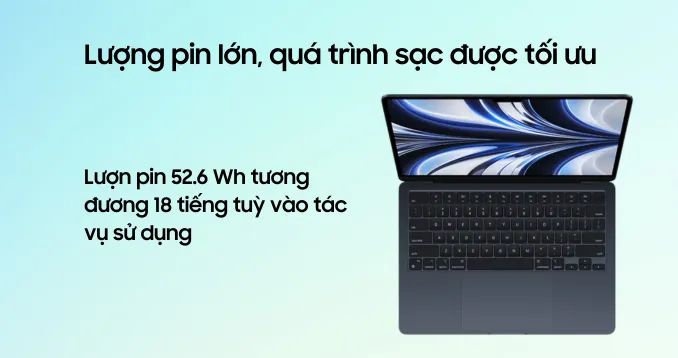 Lượng pin lớn, quá trình sạc được tối ưu
Lượn pin 52.6 Wh tương
đương 18 tiếng tuỳ vào tác
vụ sử dụng